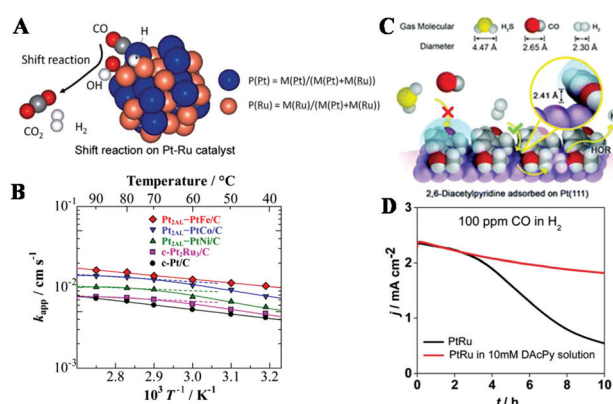 A
CO
H
Shift reaction
OH
CO2
H2
P(Pt) = M(Pt)/(M(Pt)+M(Ru))
P(Ru) = M(Ru)/(M(Pt)+M(Ru))
Shift reaction on Pt-Ru catalyst
B
Temperature / °C
90 80 70 60 50 40
Pt2AL–PtFe/C
Pt2AL–PtCo/C
Pt2AL–PtNi/C
c-Pt2Ru3/C
c-Pt/C
kapp / cm s
10-1
10-2
10-3
2.8 2.9 3.0 3.1 3.2
10^3 T-1 / K-1
C
Gas Molecular H2S CO H2
Diameter 4.47 Å 2.65 Å 2.30 Å
2.41 Å
HOR
2,6-Diacetylpyridine adsorbed on Pt(111)
D
100 ppm CO in H2
j / mA cm-2
3
2
1
0
PtRu
PtRu in 10mM DAcPy solution
0 2 4 6 8 10
t / h